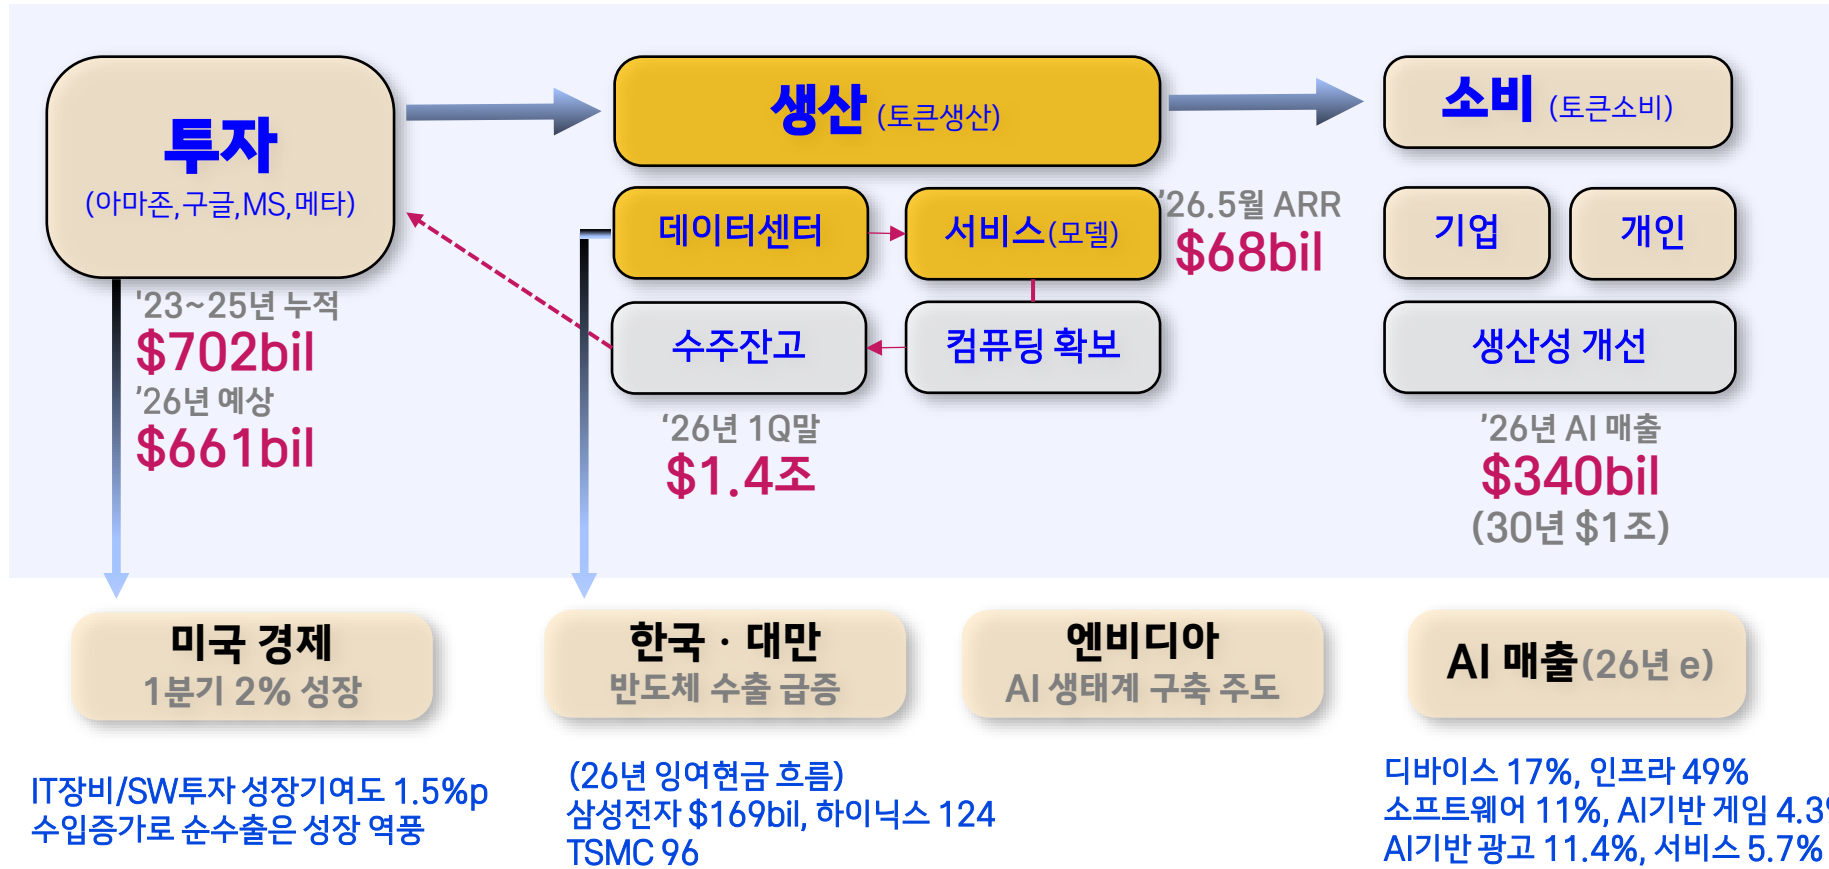 투자
(아마존,구글,MS,메타)
생산 (토큰생산)
소비 (토큰소비)
데이터센터
서비스(모델)
'26.5월 ARR
$68bil
기업
개인
'23~25년 누적
$702bil
'26년 예상
$661bil
수주잔고
컴퓨팅 확보
생산성 개선
‘26년 1Q말
$1.4조
'26년 AI 매출
$340bil
(30년 $1조)
미국 경제
1분기 2% 성장
한국 · 대만
반도체 수출 급증
엔비디아
AI 생태계 구축 주도
AI 매출(26년 e)
IT장비/SW투자 성장기여도 1.5%p
수입증가로 순수출은 성장 역풍
(26년 잉여현금 흐름)
삼성전자 $169bil, 하이닉스 124
TSMC 96
디바이스 17%, 인프라 49%
소프트웨어 11%, AI기반 게임 4.3%
AI기반 광고 11.4%, 서비스 5.7%